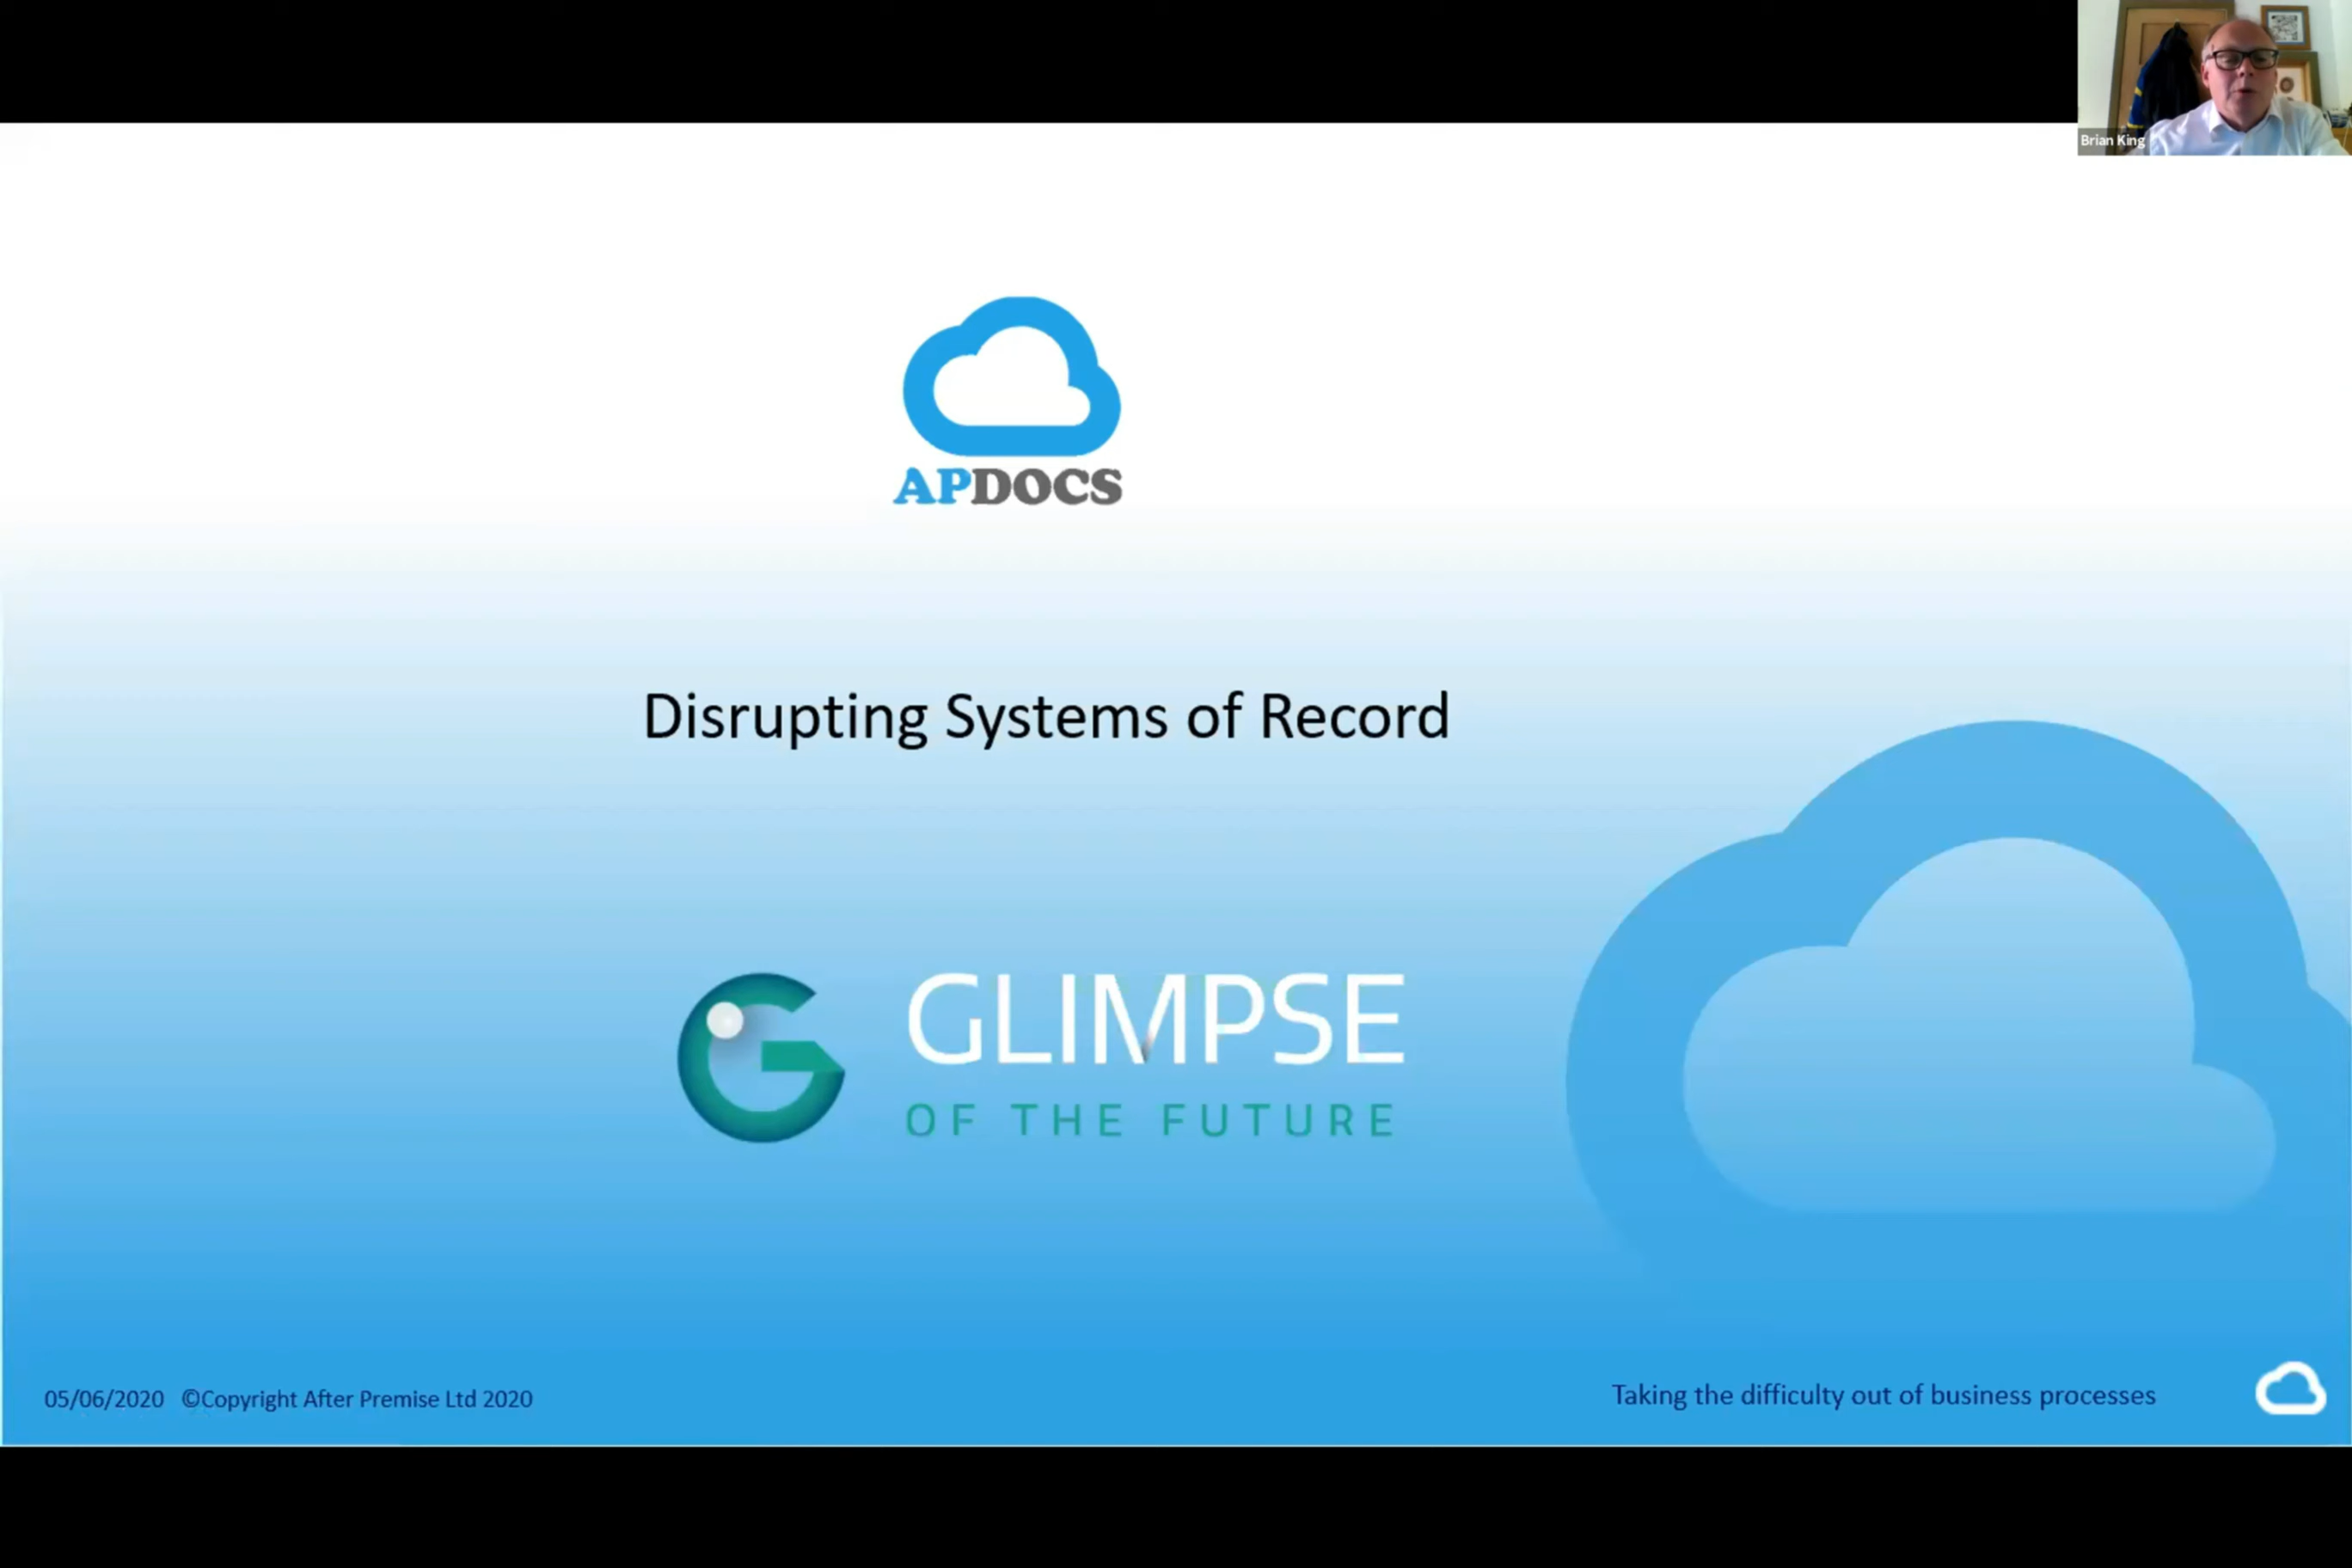 Brian King
APDOCS
Disrupting Systems of Record
GLIMPSE
OF THE FUTURE
05/06/2020 ©Copyright After Premise Ltd 2020
Taking the difficulty out of business processes